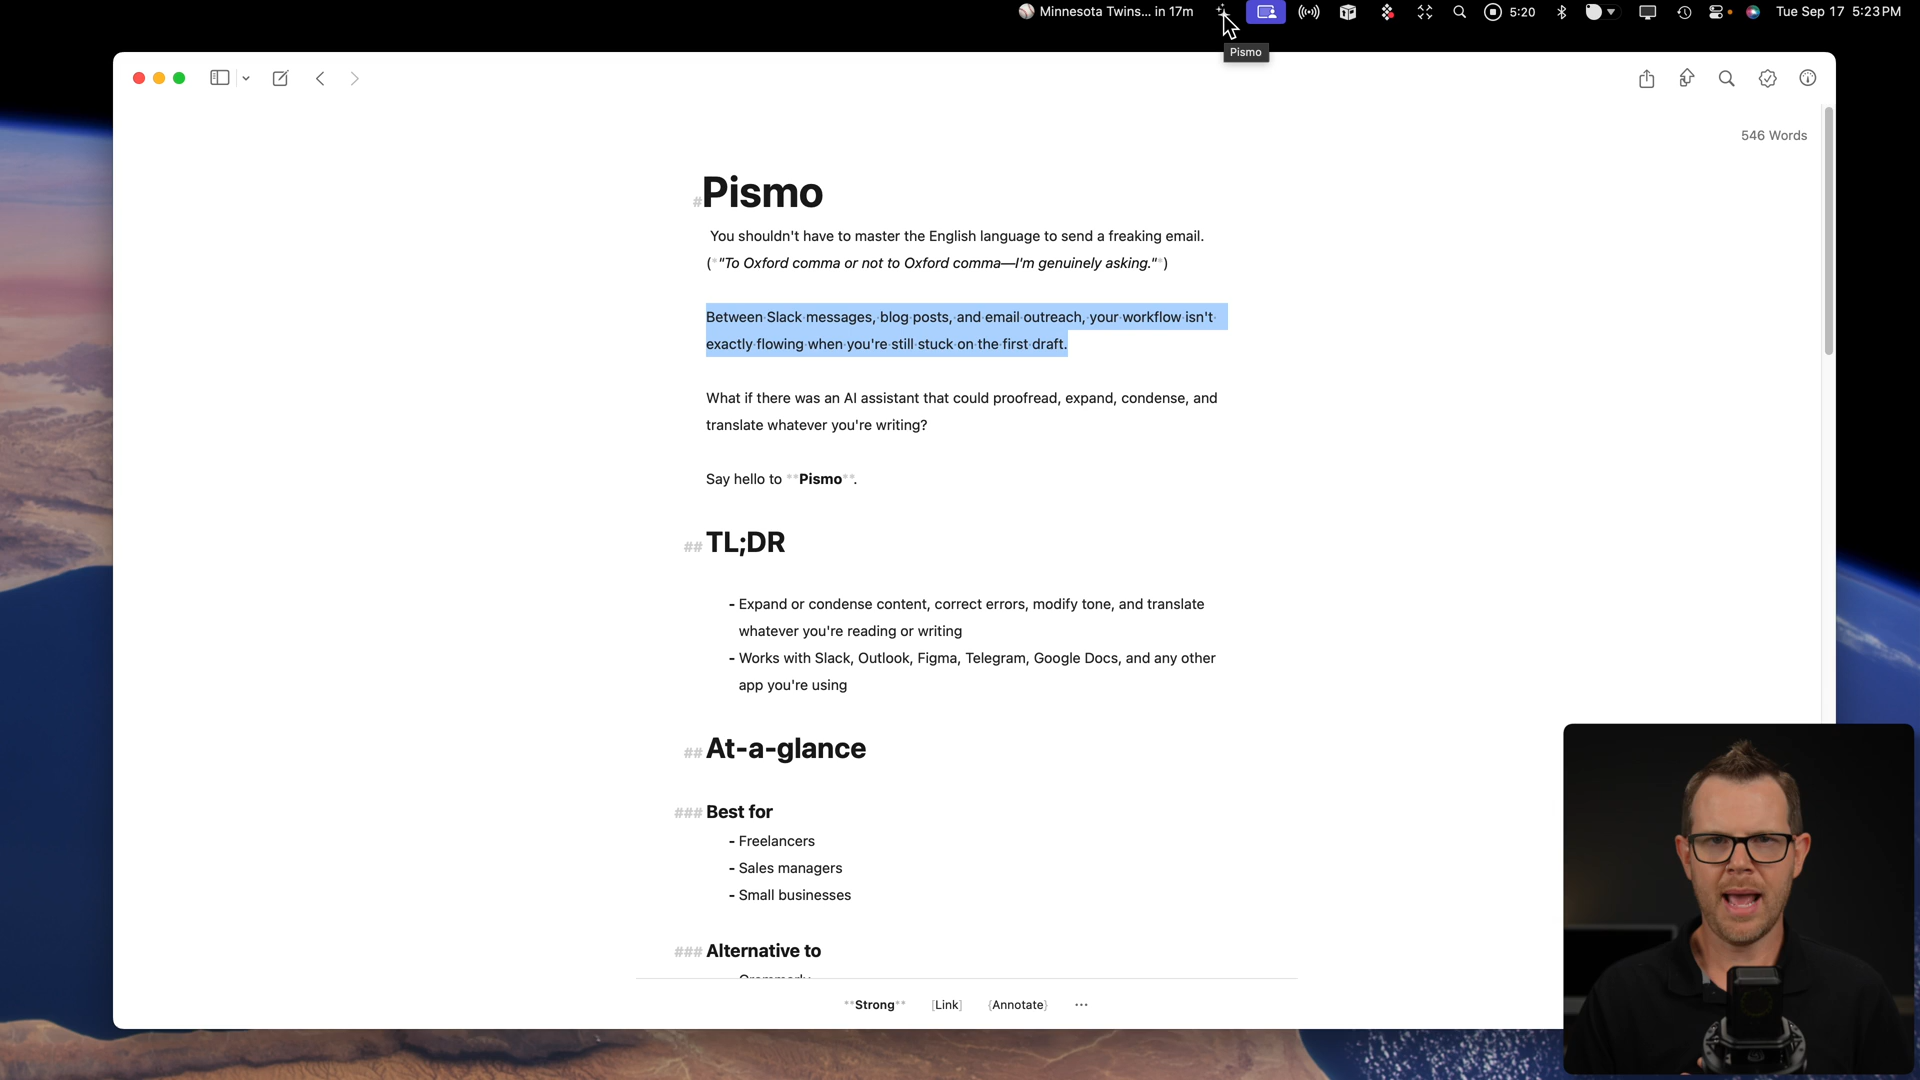 Minnesota Twins... in 17m
5:20
Tue Sep 17 5:23 PM
Pismo
546 Words
#Pismo
You shouldn't have to master the English language to send a freaking email.
(*"To Oxford comma or not to Oxford comma—I'm genuinely asking."*)
Between Slack messages, blog posts, and email outreach, your workflow isn't
exactly flowing when you're still stuck on the first draft.
What if there was an AI assistant that could proofread, expand, condense, and
translate whatever you're writing?
Say hello to **Pismo**.
## TL;DR
- Expand or condense content, correct errors, modify tone, and translate
whatever you're reading or writing
- Works with Slack, Outlook, Figma, Telegram, Google Docs, and any other
app you're using
## At-a-glance
### Best for
- Freelancers
- Sales managers
- Small businesses
### Alternative to
**Strong** [Link] {Annotate} ...